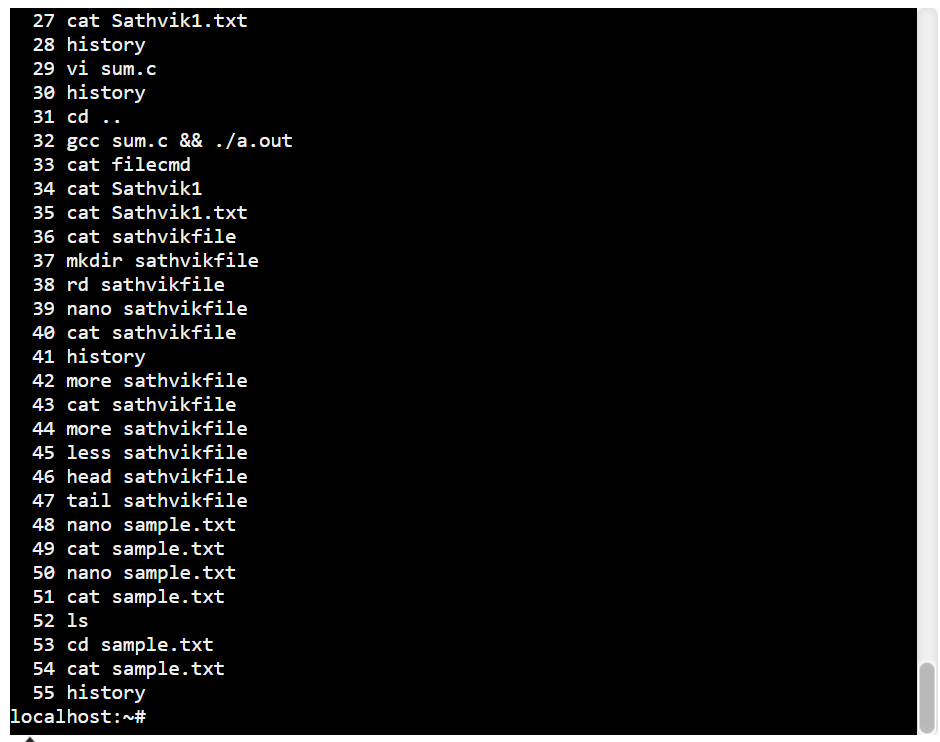 27 cat Sathvik1.txt
28 history
29 vi sum.c
30 history
31 cd ..
32 gcc sum.c && ./a.out
33 cat filecmd
34 cat Sathvik1
35 cat Sathvik1.txt
36 cat sathvikfile
37 mkdir sathvikfile
38 rd sathvikfile
39 nano sathvikfile
40 cat sathvikfile
41 history
42 more sathvikfile
43 cat sathvikfile
44 more sathvikfile
45 less sathvikfile
46 head sathvikfile
47 tail sathvikfile
48 nano sample.txt
49 cat sample.txt
50 nano sample.txt
51 cat sample.txt
52 ls
53 cd sample.txt
54 cat sample.txt
55 history
localhost:~#